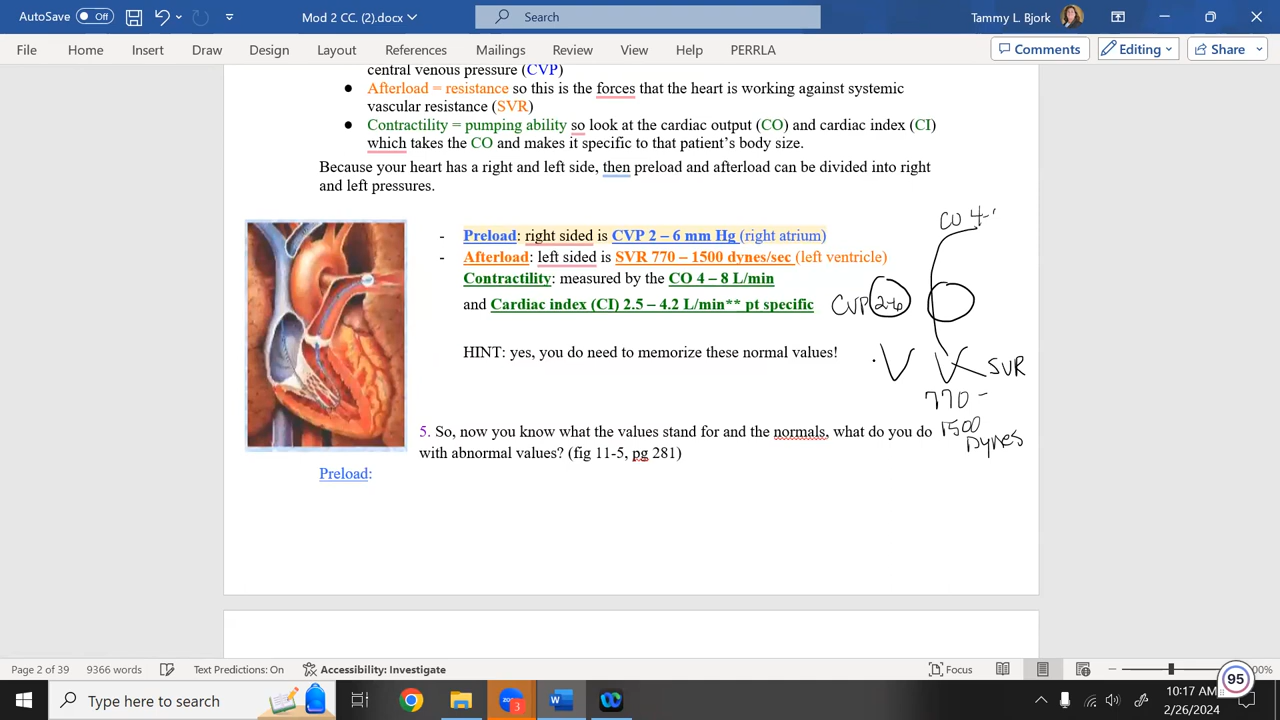 AutoSave Off Mod 2 CC. (2).docx Search Tammy L. Bjork
File Home Insert Draw Design Layout References Mailings Review View Help PERRLA Comments Editing Share
central venous pressure (CVP)
● Afterload = resistance so this is the forces that the heart is working against systemic
vascular resistance (SVR)
● Contractility = pumping ability so look at the cardiac output (CO) and cardiac index (CI)
which takes the CO and makes it specific to that patient's body size.
Because your heart has a right and left side, then preload and afterload can be divided into right
and left pressures.
CO 4-
- Preload: right sided is CVP 2 – 6 mm Hg (right atrium)
- Afterload: left sided is SVR 770 – 1500 dynes/sec (left ventricle)
Contractility: measured by the CO 4 – 8 L/min
and Cardiac index (CI) 2.5 – 4.2 L/min** pt specific
CVP 2-6
HINT: yes, you do need to memorize these normal values!
V V SVR
770 -
1500
Dynes
5. So, now you know what the values stand for and the normals, what do you do
with abnormal values? (fig 11-5, pg 281)
Preload:
Page 2 of 39 9366 words Text Predictions: On Accessibility: Investigate Focus 00%
95
Type here to search
zoom
3
10:17 AM
2/26/2024